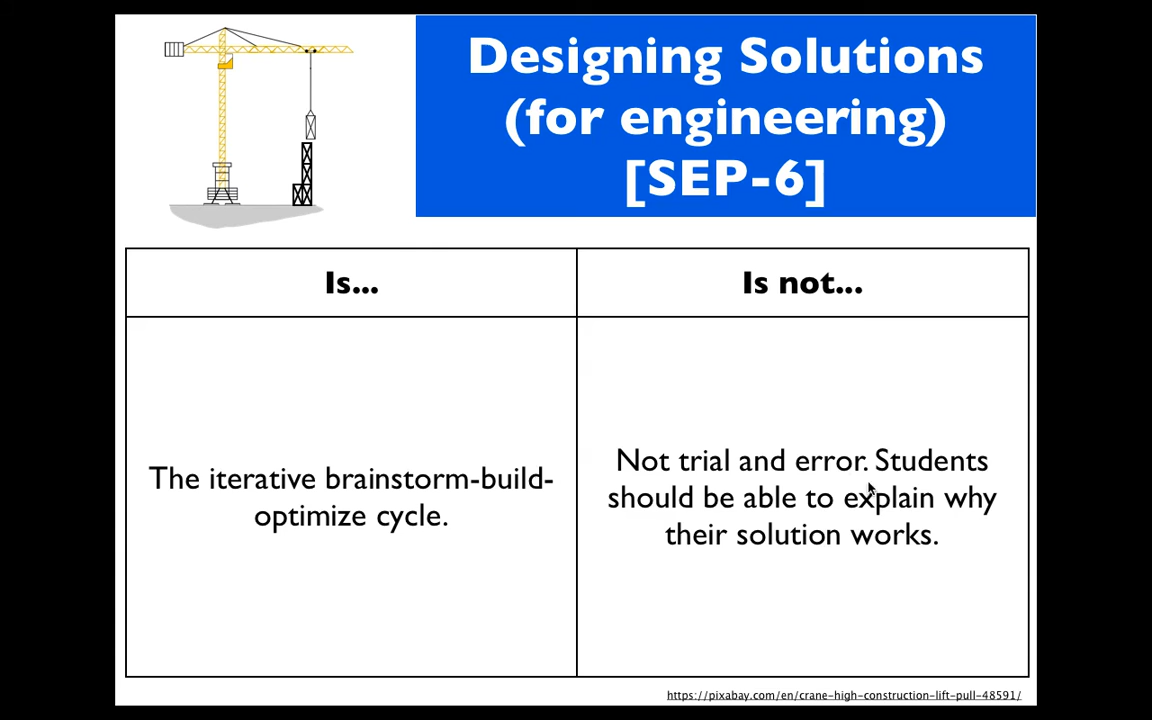 Designing Solutions
(for engineering)
[SEP-6]
Is...
Is not...
The iterative brainstorm-build-
optimize cycle.
Not trial and error. Students
should be able to explain why
their solution works.
https://pixabay.com/en/crane-high-construction-lift-pull-48591/